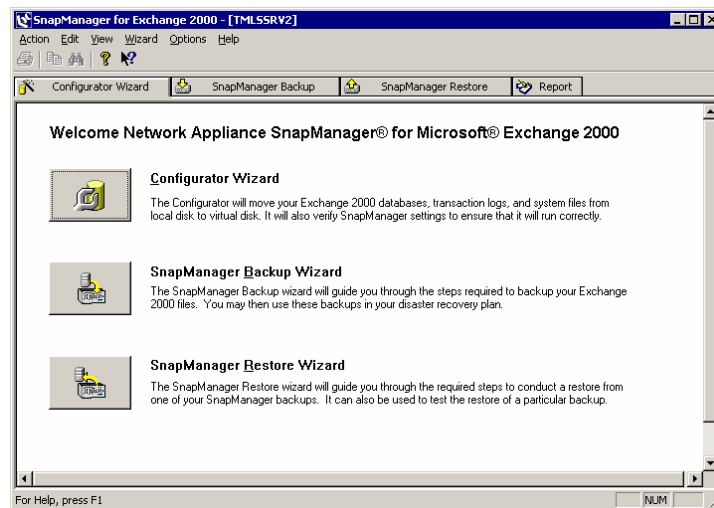 SnapManager for Exchange 2000 - [TMLSSRV2]
Action Edit View Wizard Options Help
Configurator Wizard SnapManager Backup SnapManager Restore Report
Welcome Network Appliance SnapManager® for Microsoft® Exchange 2000
Configurator Wizard
The Configurator will move your Exchange 2000 databases, transaction logs, and system files from
local disk to virtual disk. It will also verify SnapManager settings to ensure that it will run correctly.
SnapManager Backup Wizard
The SnapManager Backup wizard will guide you through the steps required to backup your Exchange
2000 files. You may then use these backups in your disaster recovery plan.
SnapManager Restore Wizard
The SnapManager Restore wizard will guide you through the required steps to conduct a restore from
one of your SnapManager backups. It can also be used to test the restore of a particular backup.
For Help, press F1
NUM